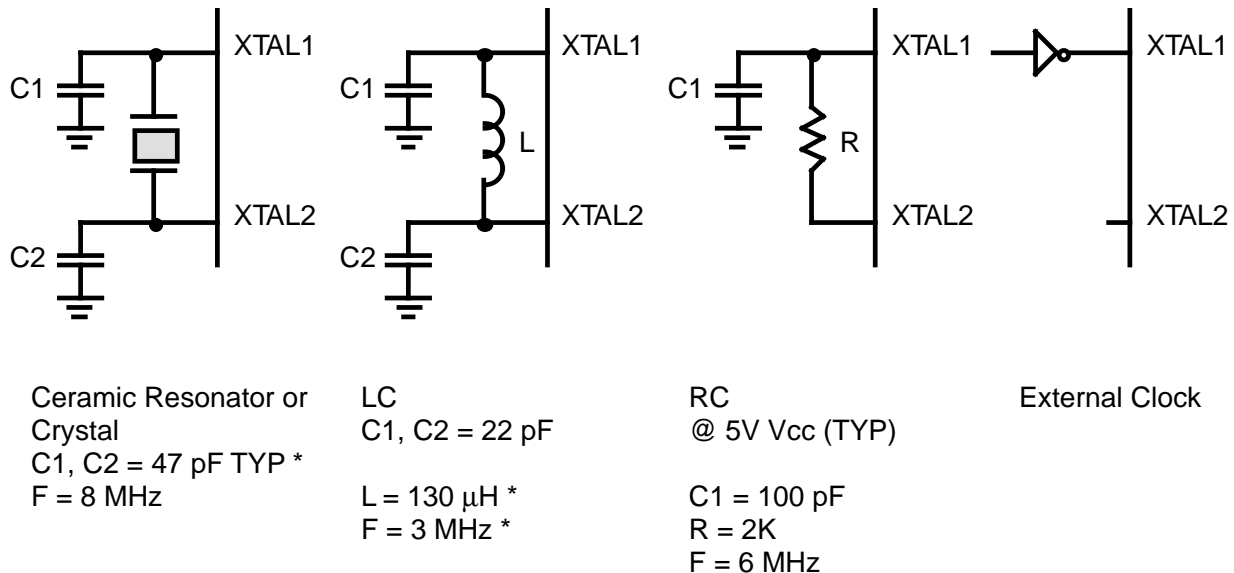 XTAL1
C1
XTAL2
C2
XTAL1
C1
L
XTAL2
C2
XTAL1
C1
R
XTAL2
XTAL1
XTAL2
Ceramic Resonator or
Crystal
C1, C2 = 47 pF TYP *
F = 8 MHz
LC
C1, C2 = 22 pF
L = 130 μH *
F = 3 MHz *
RC
@ 5V Vcc (TYP)
C1 = 100 pF
R = 2K
F = 6 MHz
External Clock